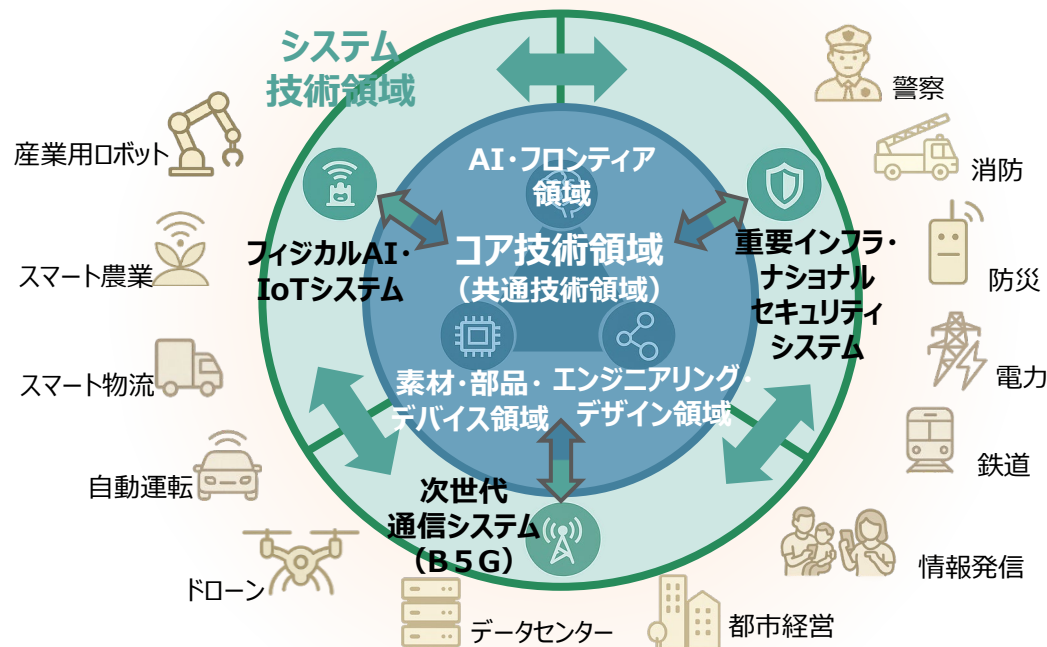 システム
技術領域
AI・フロンティア
領域
コア技術領域
（共通技術領域）
素材・部品・
デバイス領域
エンジニアリング・
デザイン領域
フィジカルAI・
IoTシステム
重要インフラ・
ナショナル
セキュリティ
システム
次世代
通信システム
（B５G）
産業用ロボット
スマート農業
スマート物流
自動運転
ドローン
データセンター
都市経営
情報発信
鉄道
電力
防災
消防
警察